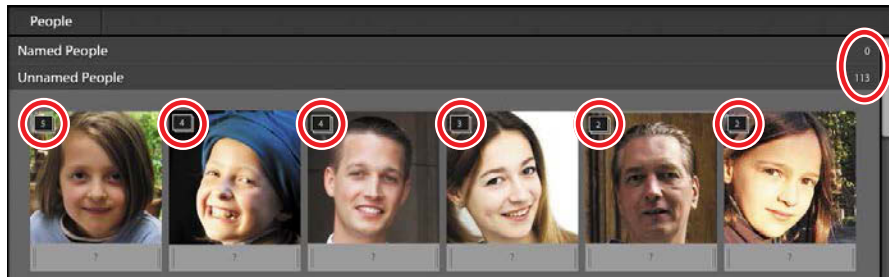 People
Named People 0
Unnamed People 113
5 4 4 3 2 2
? ? ? ? ? ?